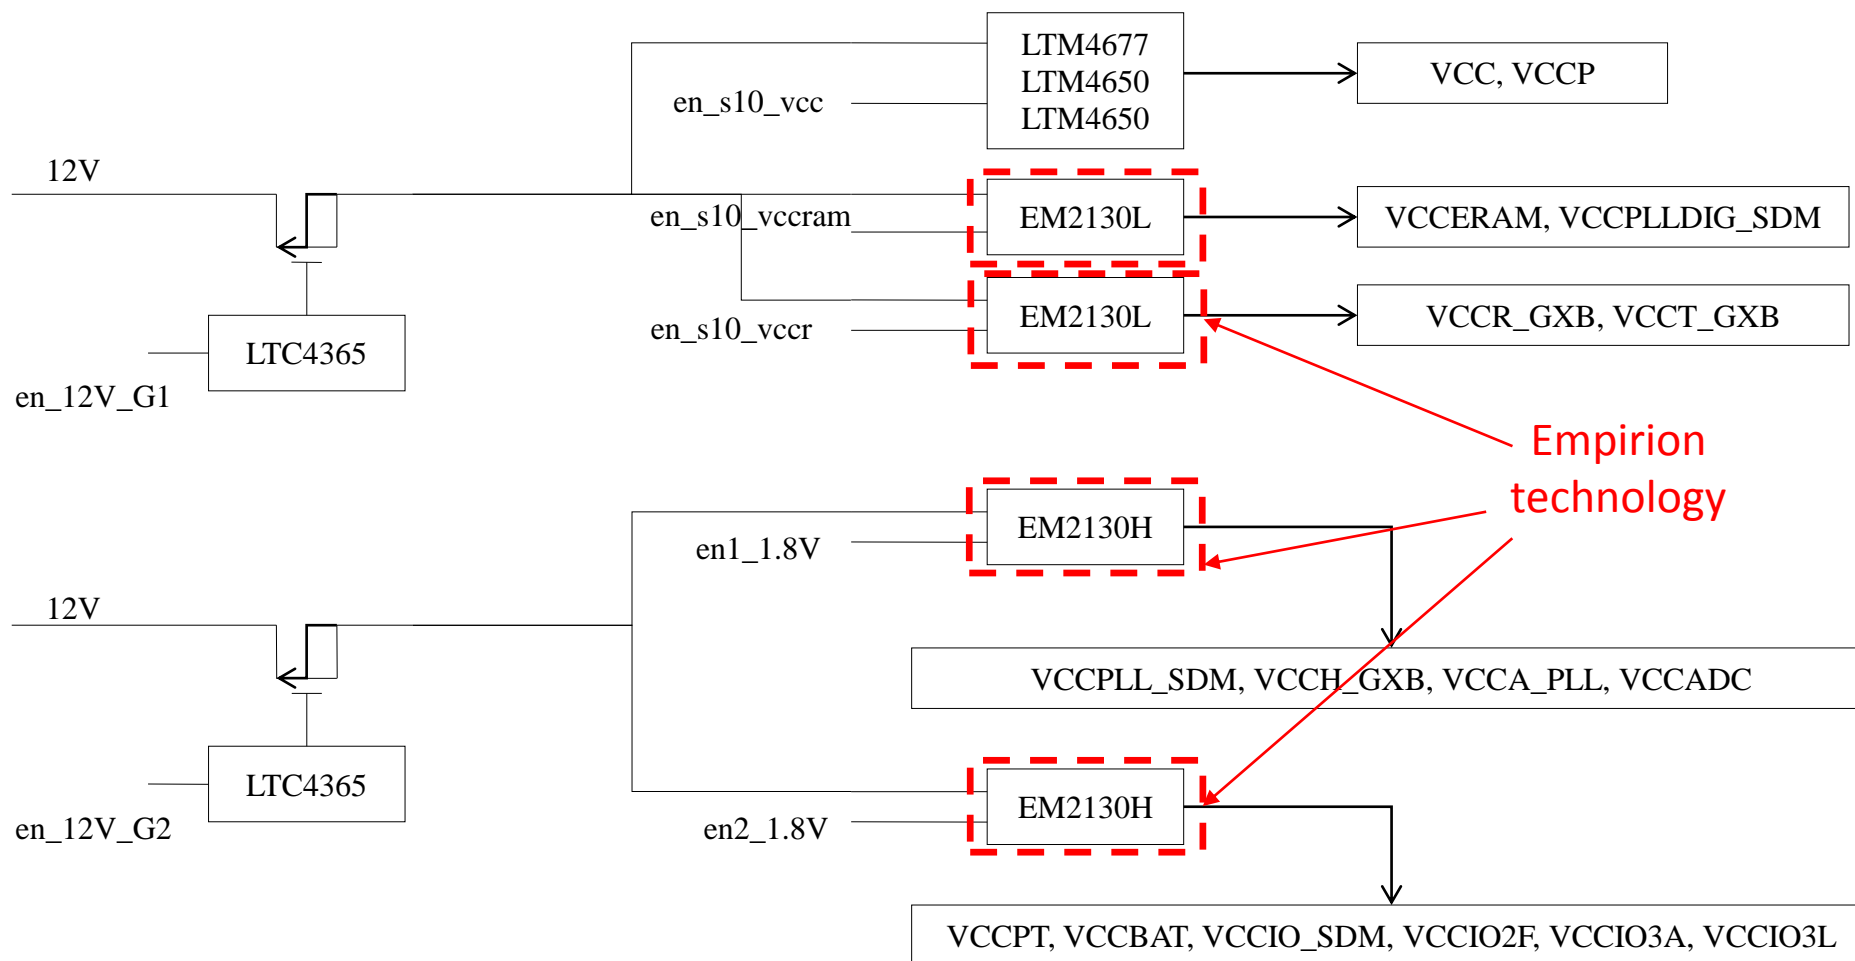 LTM4677
LTM4650
LTM4650
VCC, VCCP
en_s10_vcc
12V
en_s10_vccram
EM2130L
VCCERAM, VCCPLLDIG_SDM
en_s10_vccr
EM2130L
VCCR_GXB, VCCT_GXB
LTC4365
en_12V_G1
Empirion
technology
en1_1.8V
EM2130H
12V
VCCPLL_SDM, VCCH_GXB, VCCA_PLL, VCCADC
LTC4365
en_12V_G2
en2_1.8V
EM2130H
VCCPT, VCCBAT, VCCIO_SDM, VCCIO2F, VCCIO3A, VCCIO3L